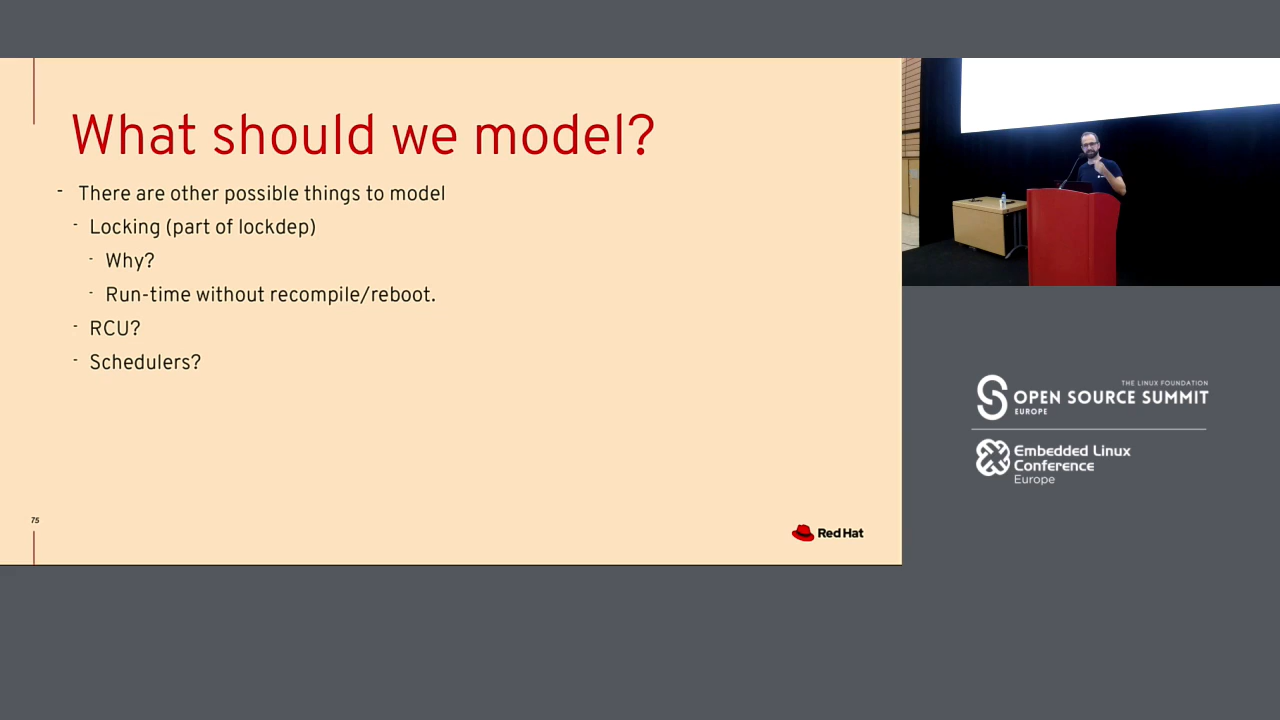 What should we model?
- There are other possible things to model
- Locking (part of lockdep)
- Why?
- Run-time without recompile/reboot.
- RCU?
- Schedulers?
75
Red Hat
THE LINUX FOUNDATION
OPEN SOURCE SUMMIT
EUROPE
Embedded Linux
Conference
Europe